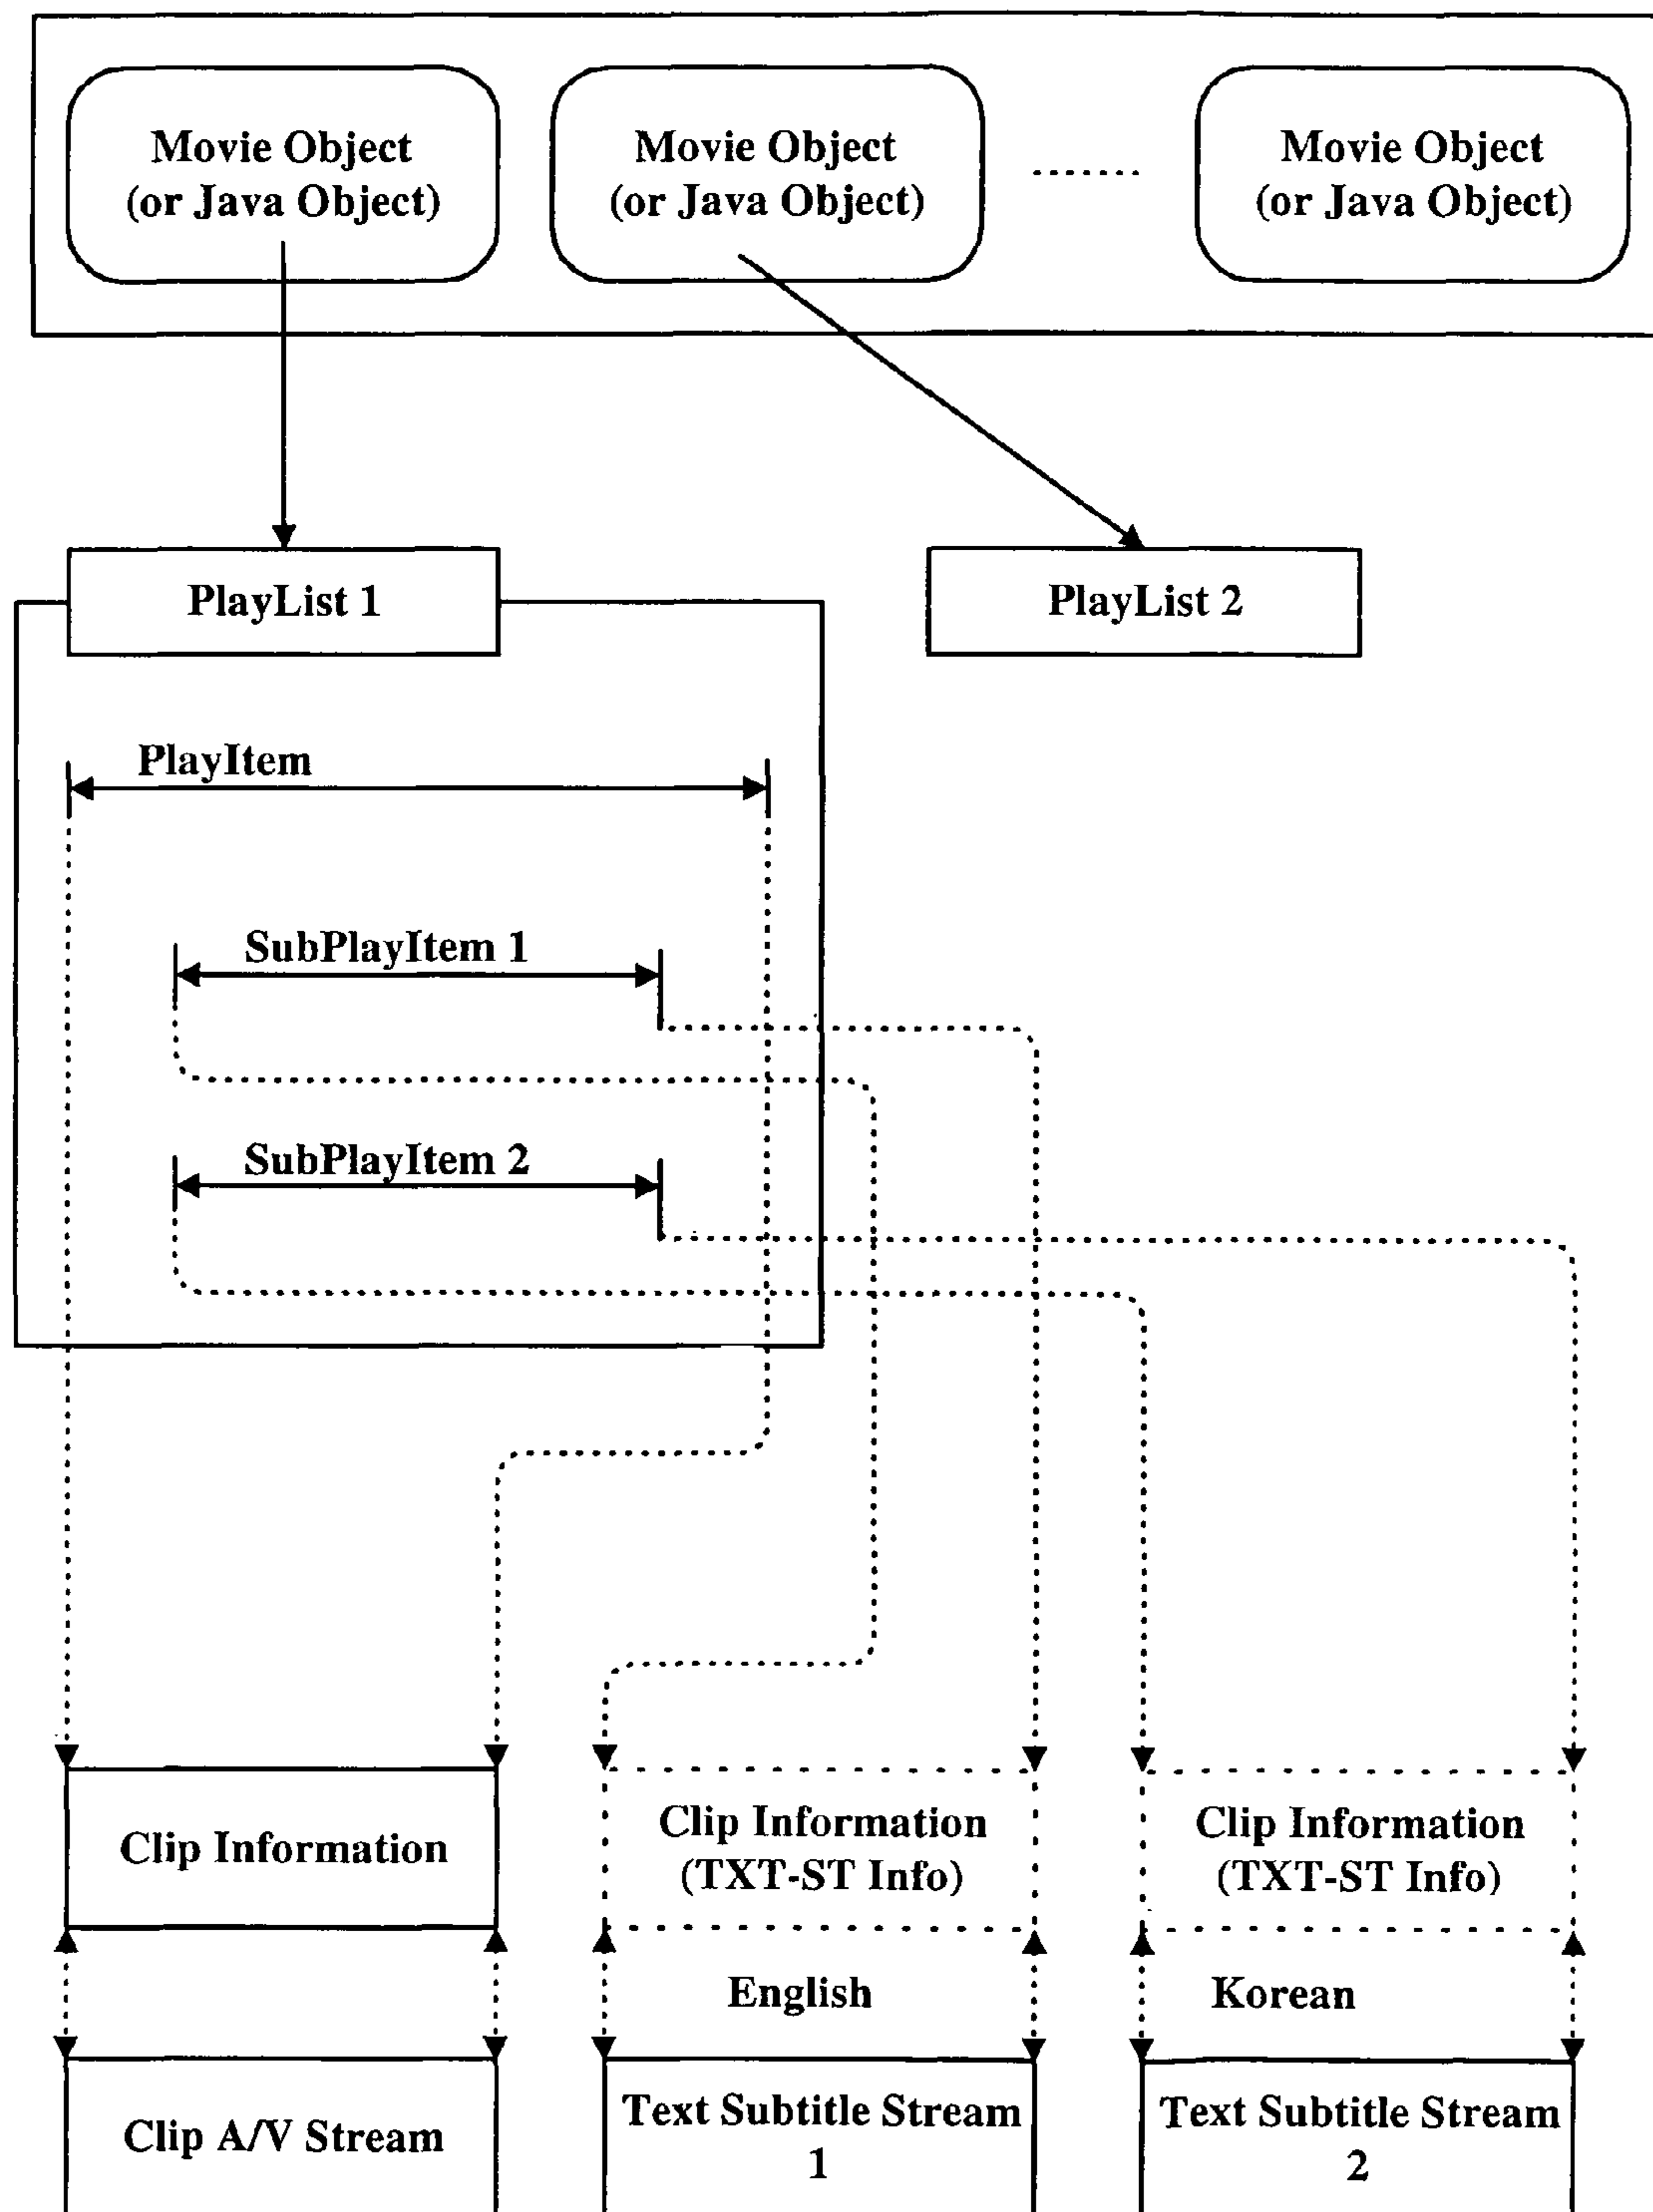 Movie Object
(or Java Object)
Movie Object
(or Java Object)
Movie Object
(or Java Object)
PlayList 1
PlayList 2
PlayItem
SubPlayItem 1
SubPlayItem 2
Clip Information
Clip Information
(TXT-ST Info)
Clip Information
(TXT-ST Info)
English
Korean
Clip A/V Stream
Text Subtitle Stream
1
Text Subtitle Stream
2